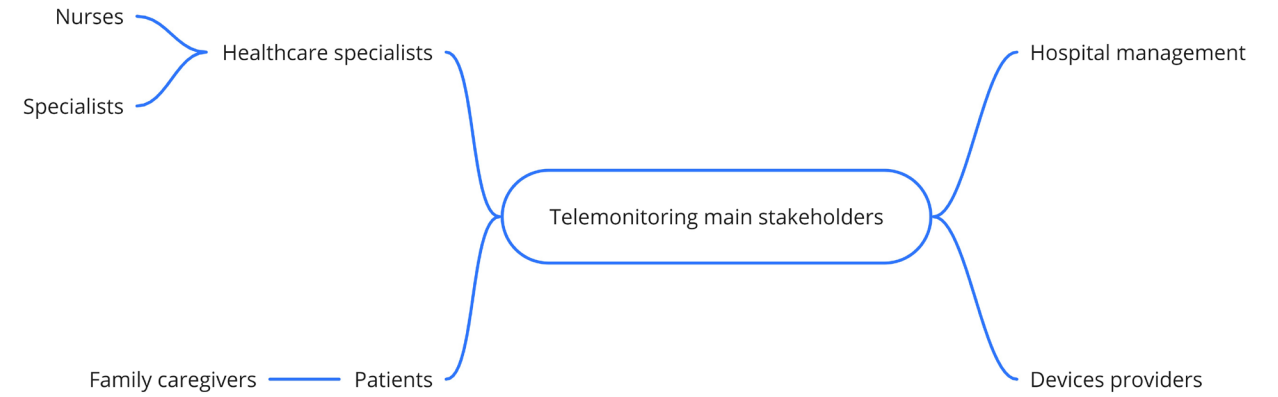 Nurses
Healthcare specialists
Specialists
Hospital management
Telemonitoring main stakeholders
Family caregivers
Patients
Devices providers